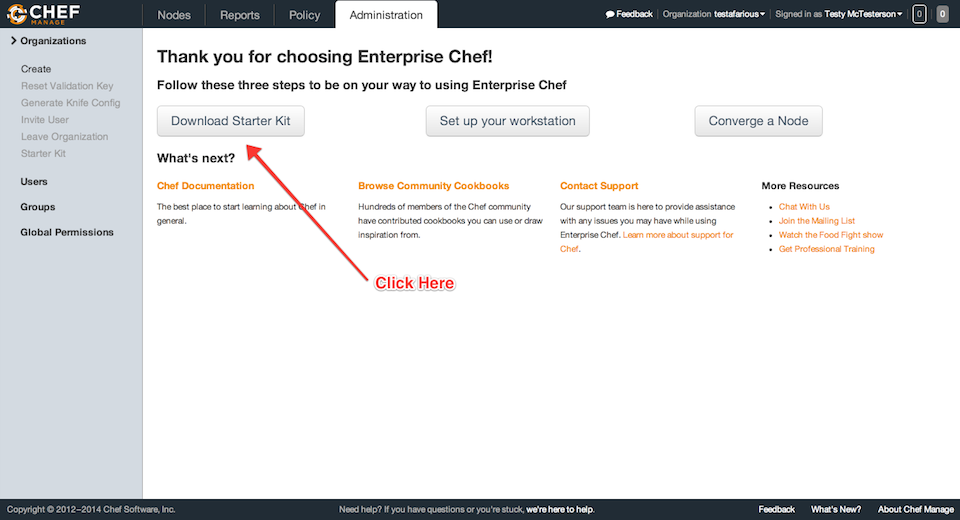 CHEF
MANAGE
Nodes
Reports
Policy
Administration
Feedback
Organization testafarious
Signed in as Testy McTesterson
0
0
Organizations
Create
Reset Validation Key
Generate Knife Config
Invite User
Leave Organization
Starter Kit
Users
Groups
Global Permissions
Thank you for choosing Enterprise Chef!
Follow these three steps to be on your way to using Enterprise Chef
Download Starter Kit
Set up your workstation
Converge a Node
What's next?
Chef Documentation
The best place to start learning about Chef in
general.
Browse Community Cookbooks
Hundreds of members of the Chef community
have contributed cookbooks you can use or draw
inspiration from.
Contact Support
Our support team is here to provide assistance
with any issues you may have while using
Enterprise Chef. Learn more about support for
Chef.
More Resources
Chat With Us
Join the Mailing List
Watch the Food Fight show
Get Professional Training
Click Here
Copyright © 2012–2014 Chef Software, Inc.
Need help? If you have questions or you're stuck, we're here to help.
Feedback
What's New?
About Chef Manage